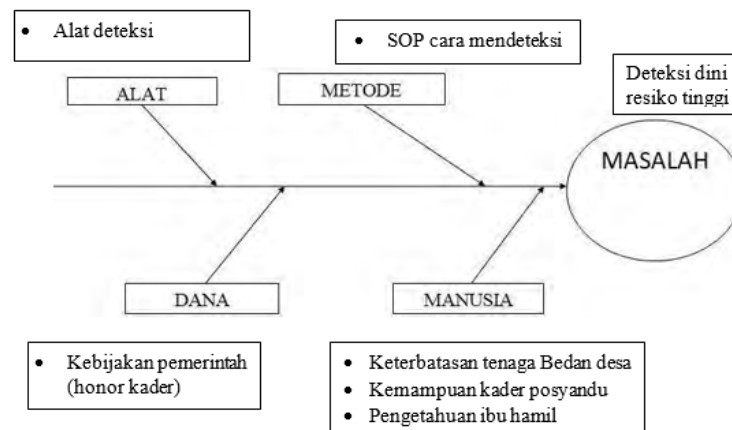 • Alat deteksi
• SOP cara mendeteksi
Deteksi dini
resiko tinggi
ALAT
METODE
MASALAH
DANA
MANUSIA
• Kebijakan pemerintah
(honor kader)
• Keterbatasan tenaga Bedan desa
• Kemampuan kader posyandu
• Pengetahuan ibu hamil